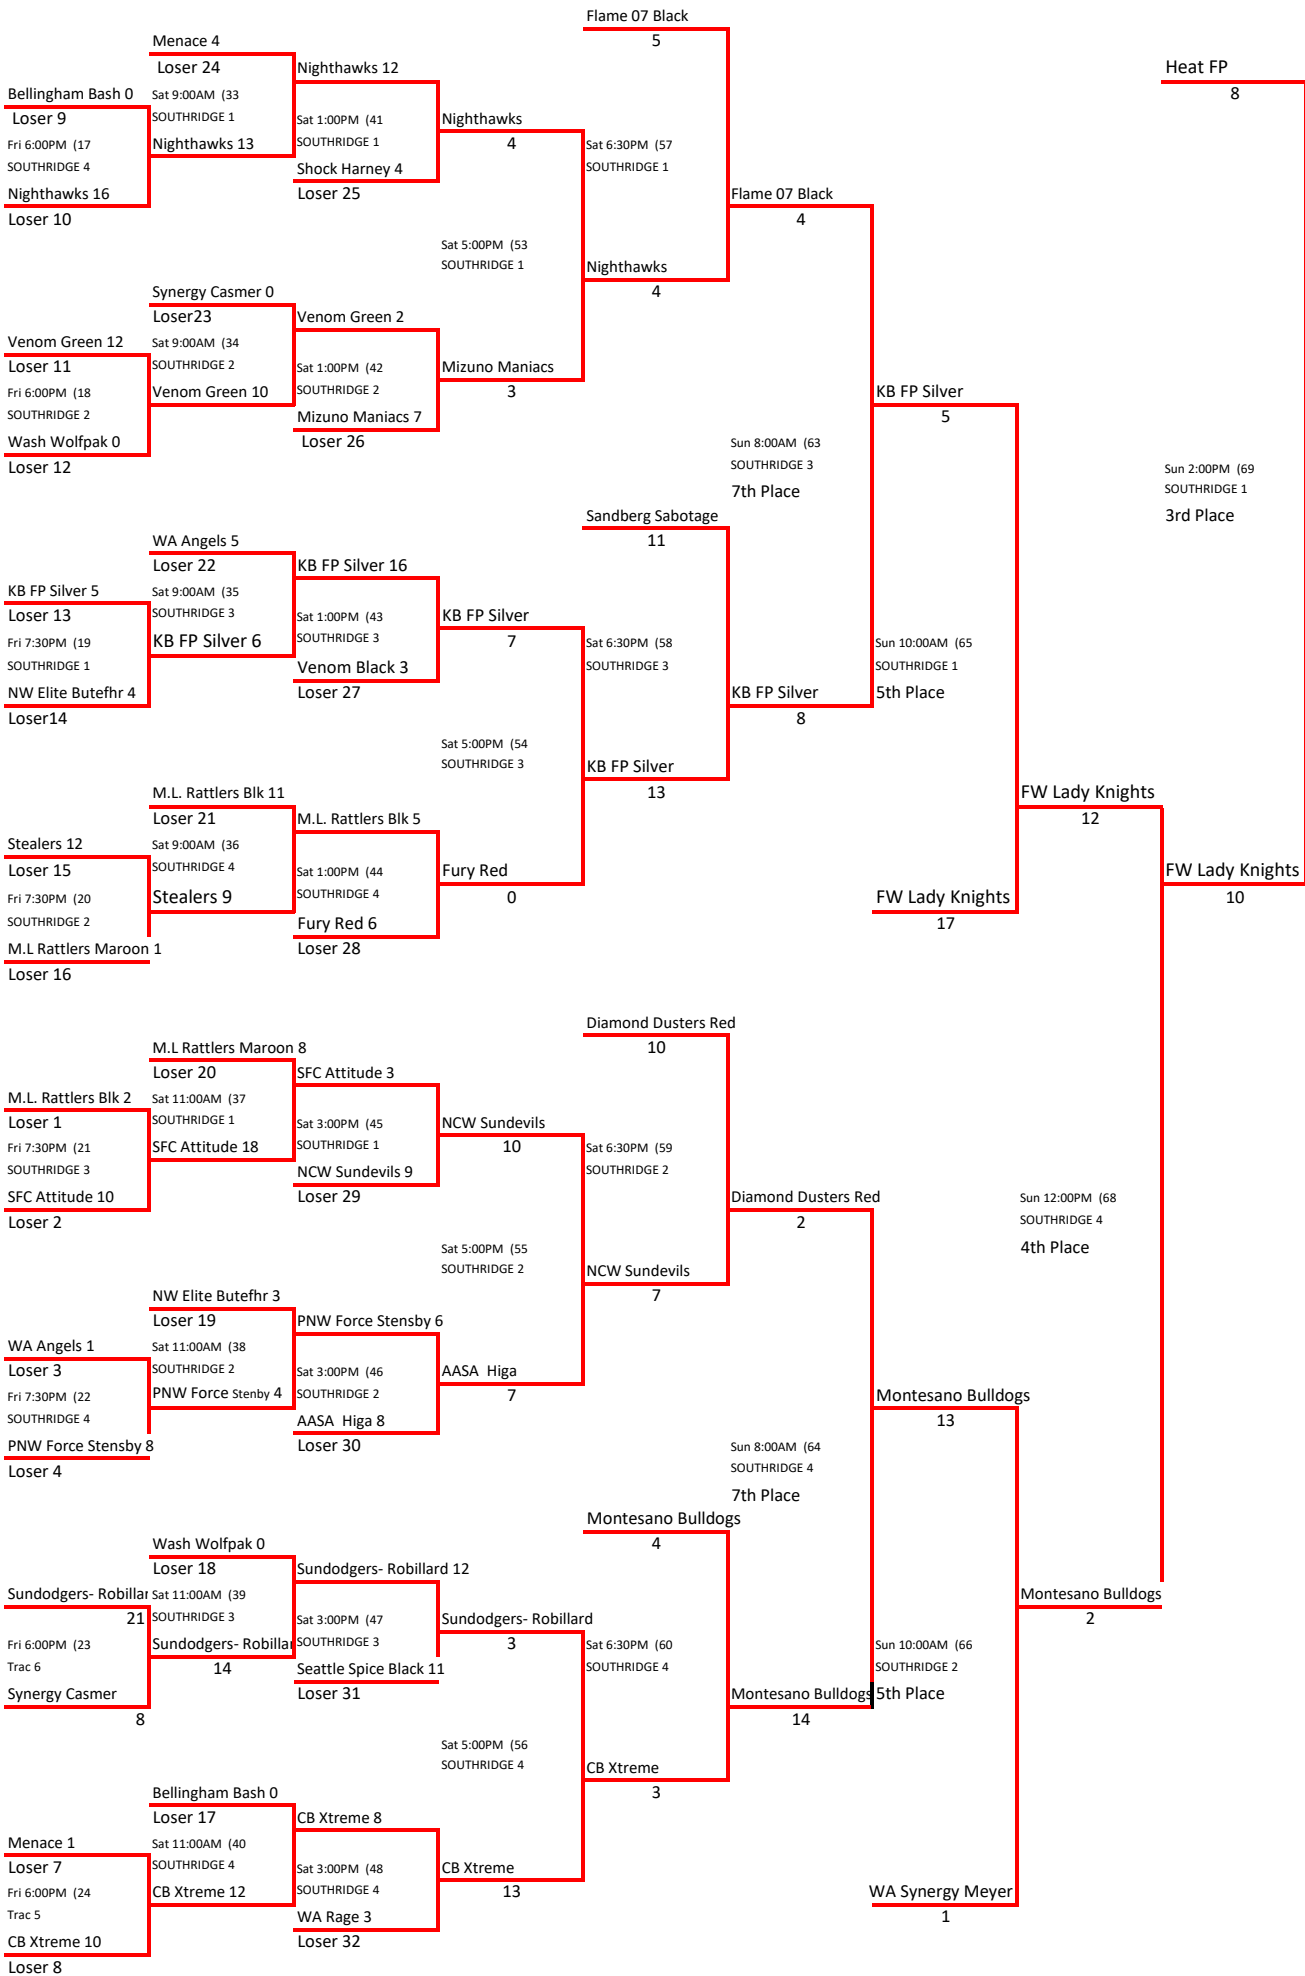 Flame 07 Black
5
Menace 4
Loser 24
Nighthawks 12
Heat FP
8
Bellingham Bash 0
Sat 9:00AM (33
Loser 9
SOUTHRIDGE 1
Sat 1:00PM (41
Nighthawks
4
Fri 6:00PM (17
Nighthawks 13
SOUTHRIDGE 1
Sat 6:30PM (57
SOUTHRIDGE 4
Shock Harney 4
SOUTHRIDGE 1
Nighthawks 16
Loser 25
Flame 07 Black
Loser 10
4
Sat 5:00PM (53
SOUTHRIDGE 1
Nighthawks
4
Synergy Casmer 0
Loser23
Venom Green 2
Venom Green 12
Sat 9:00AM (34
Loser 11
SOUTHRIDGE 2
Sat 1:00PM (42
Mizuno Maniacs
3
Fri 6:00PM (18
Venom Green 10
SOUTHRIDGE 2
KB FP Silver
5
SOUTHRIDGE 2
Mizuno Maniacs 7
Wash Wolfpak 0
Loser 26
Sun 8:00AM (63
Loser 12
SOUTHRIDGE 3
7th Place
Sun 2:00PM (69
SOUTHRIDGE 1
3rd Place
Sandberg Sabotage
11
WA Angels 5
Loser 22
KB FP Silver 16
KB FP Silver 5
Sat 9:00AM (35
Loser 13
SOUTHRIDGE 3
Sat 1:00PM (43
KB FP Silver
7
Fri 7:30PM (19
KB FP Silver 6
SOUTHRIDGE 3
Sat 6:30PM (58
Sun 10:00AM (65
SOUTHRIDGE 1
Venom Black 3
SOUTHRIDGE 3
SOUTHRIDGE 1
NW Elite Butefhr 4
Loser 27
KB FP Silver
5th Place
Loser14
8
Sat 5:00PM (54
SOUTHRIDGE 3
KB FP Silver
13
M.L. Rattlers Blk 11
Loser 21
M.L. Rattlers Blk 5
FW Lady Knights
12
Stealers 12
Sat 9:00AM (36
Loser 15
SOUTHRIDGE 4
Sat 1:00PM (44
Fury Red
0
FW Lady Knights
10
Fri 7:30PM (20
Stealers 9
SOUTHRIDGE 4
FW Lady Knights
17
SOUTHRIDGE 2
Fury Red 6
M.L Rattlers Maroon 1
Loser 28
Loser 16
Diamond Dusters Red
10
M.L Rattlers Maroon 8
Loser 20
SFC Attitude 3
M.L. Rattlers Blk 2
Sat 11:00AM (37
Loser 1
SOUTHRIDGE 1
Sat 3:00PM (45
NCW Sundevils
10
Fri 7:30PM (21
SFC Attitude 18
SOUTHRIDGE 1
Sat 6:30PM (59
SOUTHRIDGE 3
NCW Sundevils 9
SOUTHRIDGE 2
SFC Attitude 10
Loser 29
Diamond Dusters Red
2
Sun 12:00PM (68
Loser 2
SOUTHRIDGE 4
4th Place
Sat 5:00PM (55
SOUTHRIDGE 2
NCW Sundevils
7
NW Elite Butefhr 3
Loser 19
PNW Force Stensby 6
WA Angels 1
Sat 11:00AM (38
Loser 3
SOUTHRIDGE 2
Sat 3:00PM (46
AASA Higa
7
Fri 7:30PM (22
PNW Force Stenby 4
SOUTHRIDGE 2
Montesano Bulldogs
13
SOUTHRIDGE 4
AASA Higa 8
PNW Force Stensby 8
Loser 30
Sun 8:00AM (64
Loser 4
SOUTHRIDGE 4
7th Place
Montesano Bulldogs
4
Wash Wolfpak 0
Loser 18
Sundodgers- Robillard 12
Sundodgers- Robillar
21
Sat 11:00AM (39
SOUTHRIDGE 3
Sat 3:00PM (47
Sundodgers- Robillard
3
Montesano Bulldogs
2
Fri 6:00PM (23
Sundodgers- Robillar
14
SOUTHRIDGE 3
Sat 6:30PM (60
Sun 10:00AM (66
Trac 6
Seattle Spice Black 11
SOUTHRIDGE 4
SOUTHRIDGE 2
Synergy Casmer
8
Loser 31
Montesano Bulldogs
14
5th Place
Sat 5:00PM (56
SOUTHRIDGE 4
CB Xtreme
3
Bellingham Bash 0
Loser 17
CB Xtreme 8
Menace 1
Sat 11:00AM (40
Loser 7
SOUTHRIDGE 4
Sat 3:00PM (48
CB Xtreme
13
Fri 6:00PM (24
CB Xtreme 12
SOUTHRIDGE 4
WA Synergy Meyer
1
Trac 5
WA Rage 3
CB Xtreme 10
Loser 32
Loser 8